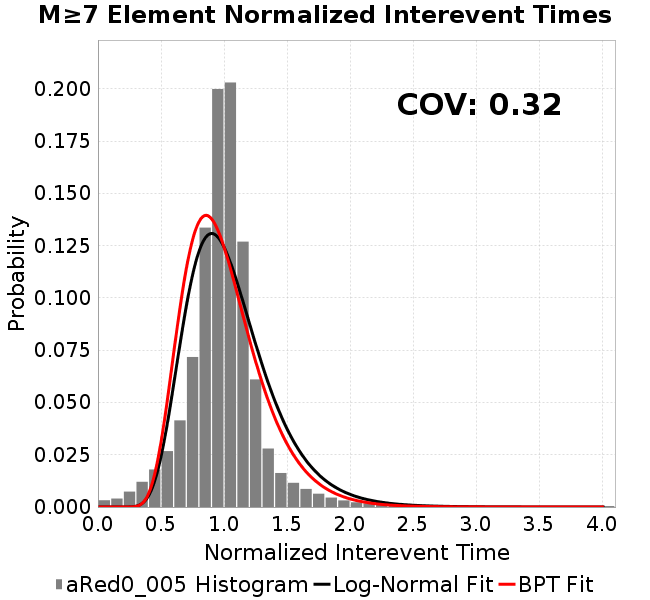 M≥7 Element Normalized Interevent Times
COV: 0.32
Probability
0.200
0.175
0.150
0.125
0.100
0.075
0.050
0.025
0.000
0.0 0.5 1.0 1.5 2.0 2.5 3.0 3.5 4.0
Normalized Interevent Time
aRed0_005 Histogram Log-Normal Fit BPT Fit